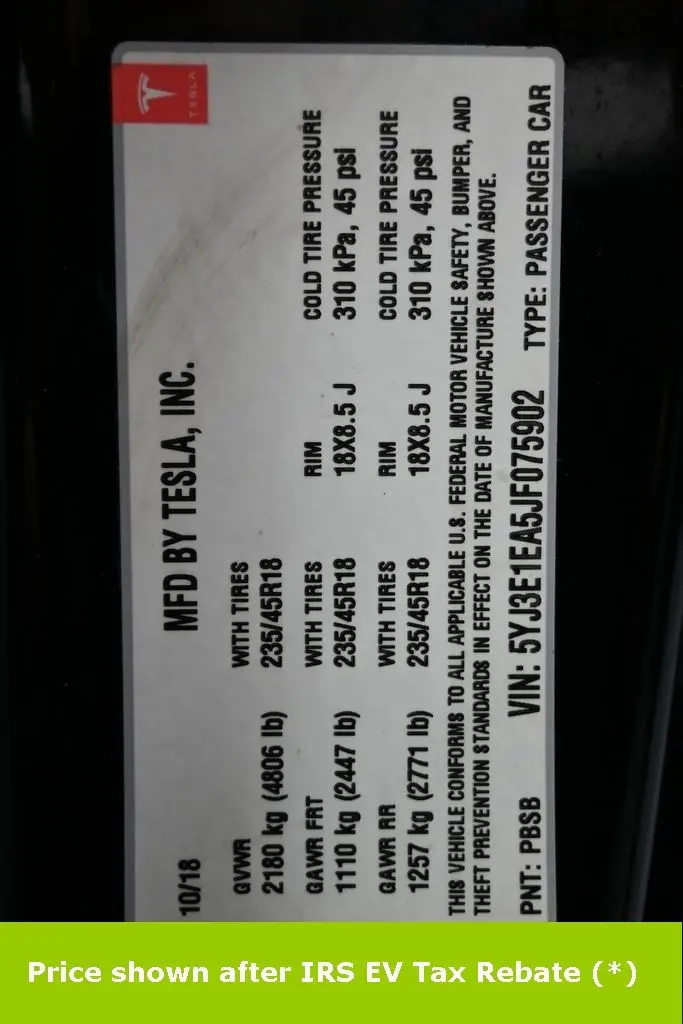 TESLA
10/18 MFD BY TESLA, INC.
GVWR WITH TIRES
2180 kg (4806 lb) 235/45R18
GAWR FRT WITH TIRES RIM COLD TIRE PRESSURE
1110 kg (2447 lb) 235/45R18 18X8.5 J 310 kPa, 45 psi
GAWR RR WITH TIRES RIM COLD TIRE PRESSURE
1257 kg (2771 lb) 235/45R18 18X8.5 J 310 kPa, 45 psi
THIS VEHICLE CONFORMS TO ALL APPLICABLE U.S. FEDERAL MOTOR VEHICLE SAFETY, BUMPER, AND
THEFT PREVENTION STANDARDS IN EFFECT ON THE DATE OF MANUFACTURE SHOWN ABOVE.
PNT: PBSB VIN: 5YJ3E1EA5JF075902 TYPE: PASSENGER CAR
Price shown after IRS EV Tax Rebate (*)